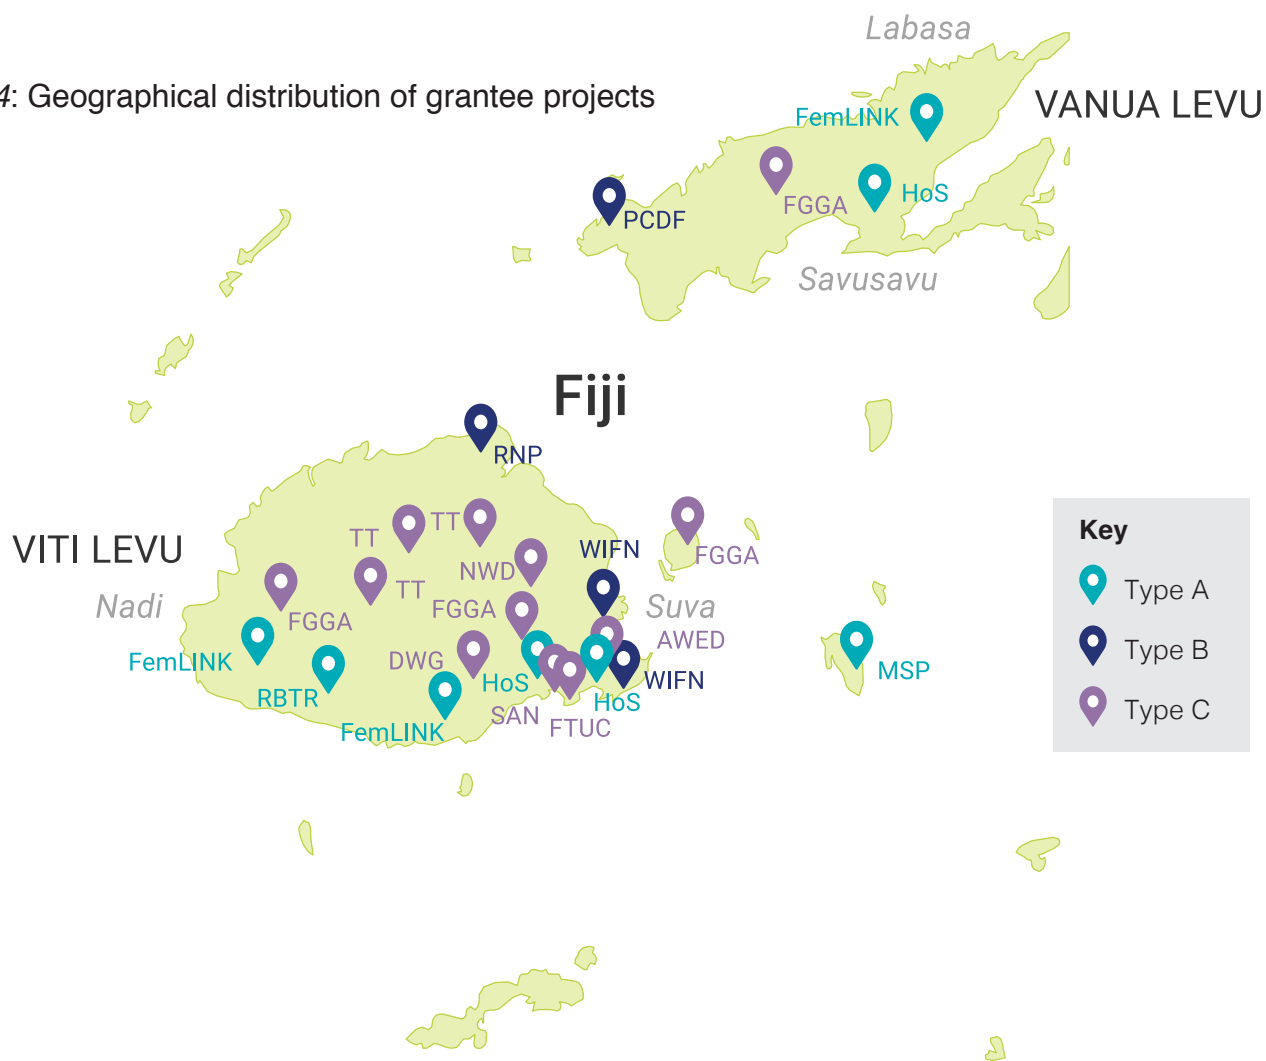 Labasa
4: Geographical distribution of grantee projects
VANUA LEVU
FemLINK
FGGA
HoS
PCDF
Savusavu
Fiji
RNP
VITI LEVU
TT
TT
WIFN
FGGA
Key
NWD
TT
Type A
Nadi
FGGA
FGGA
Suva
AWED
Type B
FemLINK
DWG
MSP
RBTR
HoS
WIFN
HoS
SAN
FTUC
FemLINK
Type C